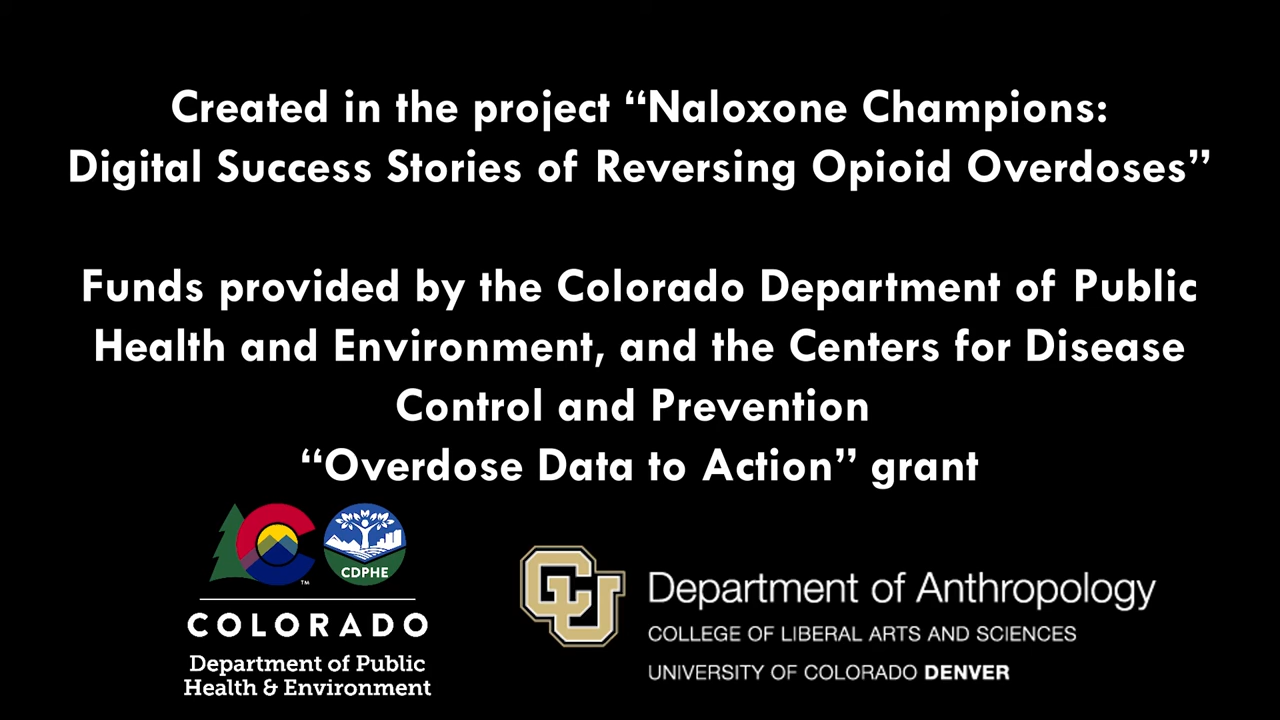 Created in the project “Naloxone Champions:
Digital Success Stories of Reversing Opioid Overdoses”
Funds provided by the Colorado Department of Public
Health and Environment, and the Centers for Disease
Control and Prevention
“Overdose Data to Action” grant
TM
CDPHE
COLORADO
Department of Public
Health & Environment
CU
Department of Anthropology
COLLEGE OF LIBERAL ARTS AND SCIENCES
UNIVERSITY OF COLORADO DENVER